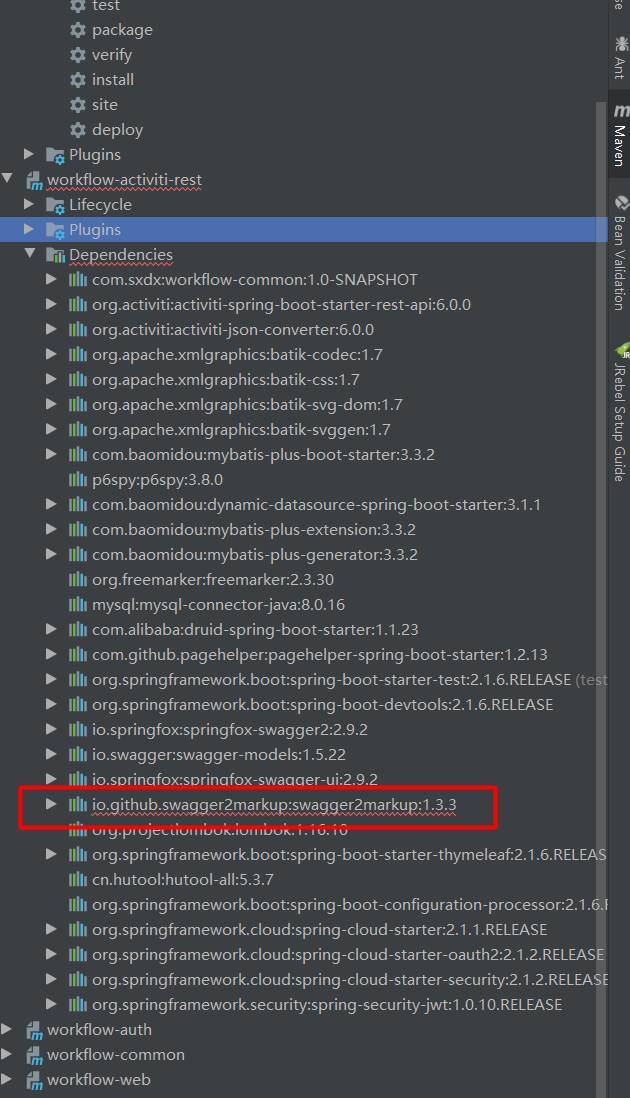 test
package
verify
install
site
deploy
Plugins
workflow-activiti-rest
Lifecycle
Plugins
Dependencies
com.sxdx:workflow-common:1.0-SNAPSHOT
org.activiti:activiti-spring-boot-starter-rest-api:6.0.0
org.activiti:activiti-json-converter:6.0.0
org.apache.xmlgraphics:batik-codec:1.7
org.apache.xmlgraphics:batik-css:1.7
org.apache.xmlgraphics:batik-svg-dom:1.7
org.apache.xmlgraphics:batik-svggen:1.7
com.baomidou:mybatis-plus-boot-starter:3.3.2
p6spy:p6spy:3.8.0
com.baomidou:dynamic-datasource-spring-boot-starter:3.1.1
com.baomidou:mybatis-plus-extension:3.3.2
com.baomidou:mybatis-plus-generator:3.3.2
org.freemarker:freemarker:2.3.30
mysql:mysql-connector-java:8.0.16
com.alibaba:druid-spring-boot-starter:1.1.23
com.github.pagehelper:pagehelper-spring-boot-starter:1.2.13
org.springframework.boot:spring-boot-starter-test:2.1.6.RELEASE (test
org.springframework.boot:spring-boot-devtools:2.1.6.RELEASE
io.springfox:springfox-swagger2:2.9.2
io.swagger:swagger-models:1.5.22
io.springfox:springfox-swagger-ui:2.9.2
io.github.swagger2markup:swagger2markup:1.3.3
org.projectlombok:lombok:1.16.10
org.springframework.boot:spring-boot-starter-thymeleaf:2.1.6.RELEAS
cn.hutool:hutool-all:5.3.7
org.springframework.boot:spring-boot-configuration-processor:2.1.6.
org.springframework.cloud:spring-cloud-starter:2.1.1.RELEASE
org.springframework.cloud:spring-cloud-starter-oauth2:2.1.2.RELEASE
org.springframework.cloud:spring-cloud-starter-security:2.1.2.RELEASE
org.springframework.security:spring-security-jwt:1.0.10.RELEASE
workflow-auth
workflow-common
workflow-web
Ant
Maven
Bean Validation
JRebel Setup Guide